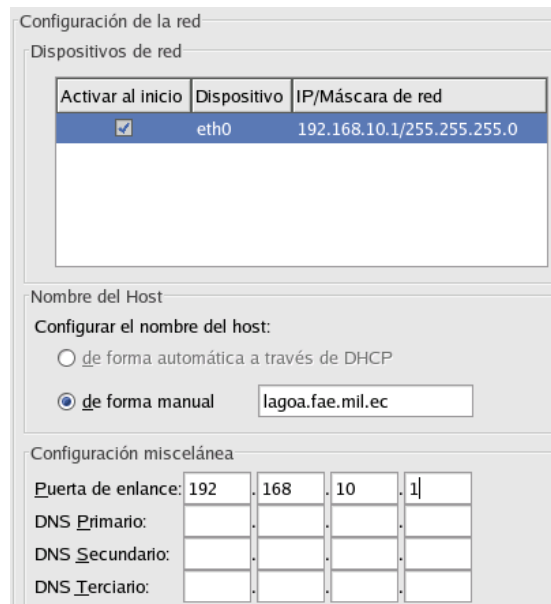 Configuración de la red
Dispositivos de red
Activar al inicio Dispositivo IP/Máscara de red
eth0 192.168.10.1/255.255.255.0
Nombre del Host
Configurar el nombre del host:
de forma automática a través de DHCP
de forma manual lagoa.fae.mil.ec
Configuración miscelánea
Puerta de enlance: 192 . 168 . 10 . 1
DNS Primario: . . .
DNS Secundario: . . .
DNS Terciario: . . .